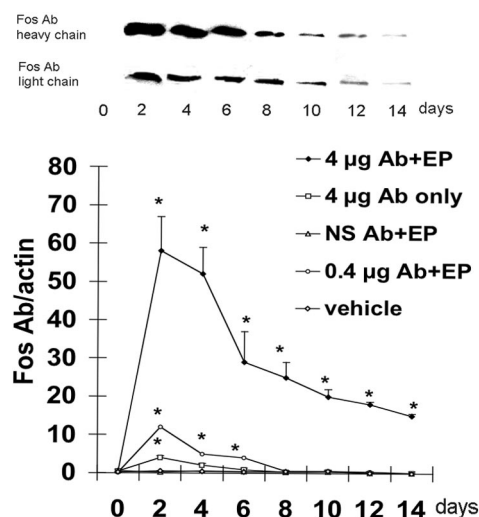 Fos Ab
heavy chain
Fos Ab
light chain
0 2 4 6 8 10 12 14 days
Fos Ab/actin
80
70
60
50
40
30
20
10
0
4 µg Ab+EP
4 µg Ab only
NS Ab+EP
0.4 µg Ab+EP
vehicle
* * * * * * * *
* * *
*
0 2 4 6 8 10 12 14 days